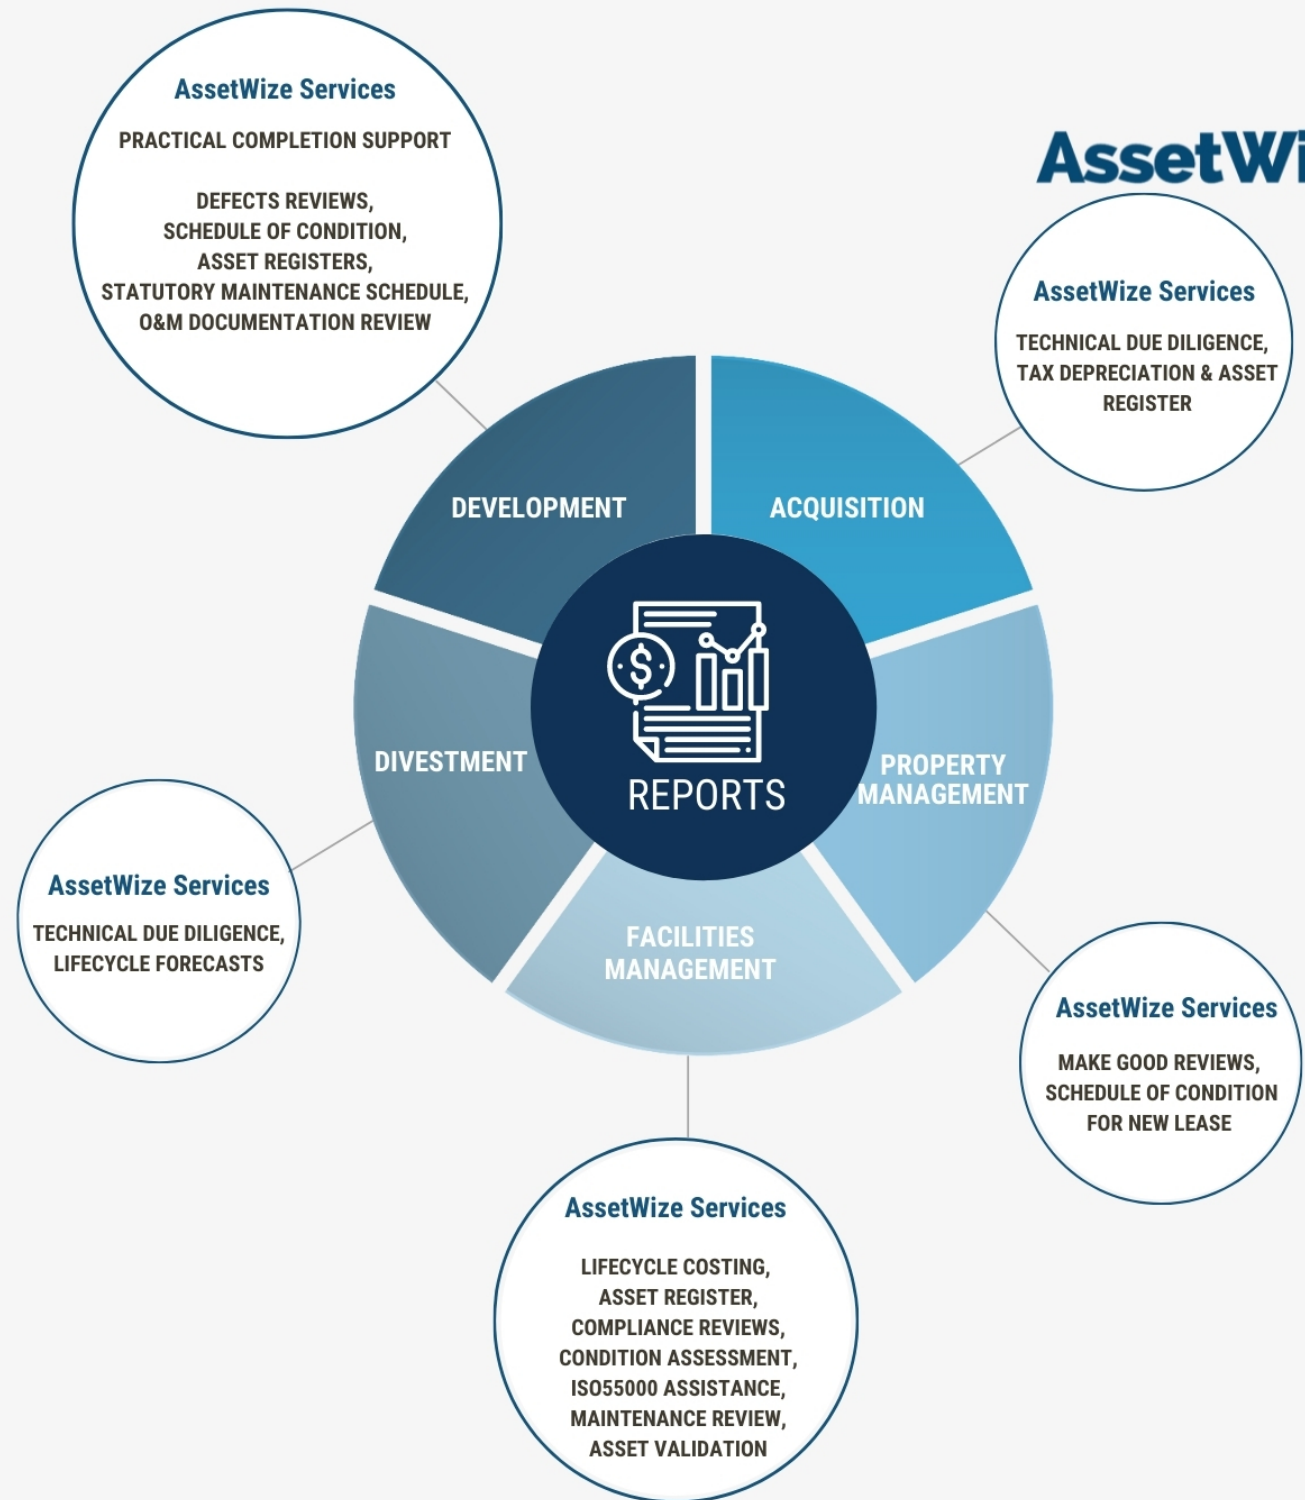 AssetWize Services
PRACTICAL COMPLETION SUPPORT
DEFECTS REVIEWS,
SCHEDULE OF CONDITION,
ASSET REGISTERS,
STATUTORY MAINTENANCE SCHEDULE,
O&M DOCUMENTATION REVIEW
AssetWi
AssetWize Services
TECHNICAL DUE DILIGENCE,
TAX DEPRECIATION & ASSET
REGISTER
DEVELOPMENT
ACQUISITION
DIVESTMENT
PROPERTY
MANAGEMENT
$
REPORTS
FACILITIES
MANAGEMENT
AssetWize Services
TECHNICAL DUE DILIGENCE,
LIFECYCLE FORECASTS
AssetWize Services
MAKE GOOD REVIEWS,
SCHEDULE OF CONDITION
FOR NEW LEASE
AssetWize Services
LIFECYCLE COSTING,
ASSET REGISTER,
COMPLIANCE REVIEWS,
CONDITION ASSESSMENT,
ISO55000 ASSISTANCE,
MAINTENANCE REVIEW,
ASSET VALIDATION